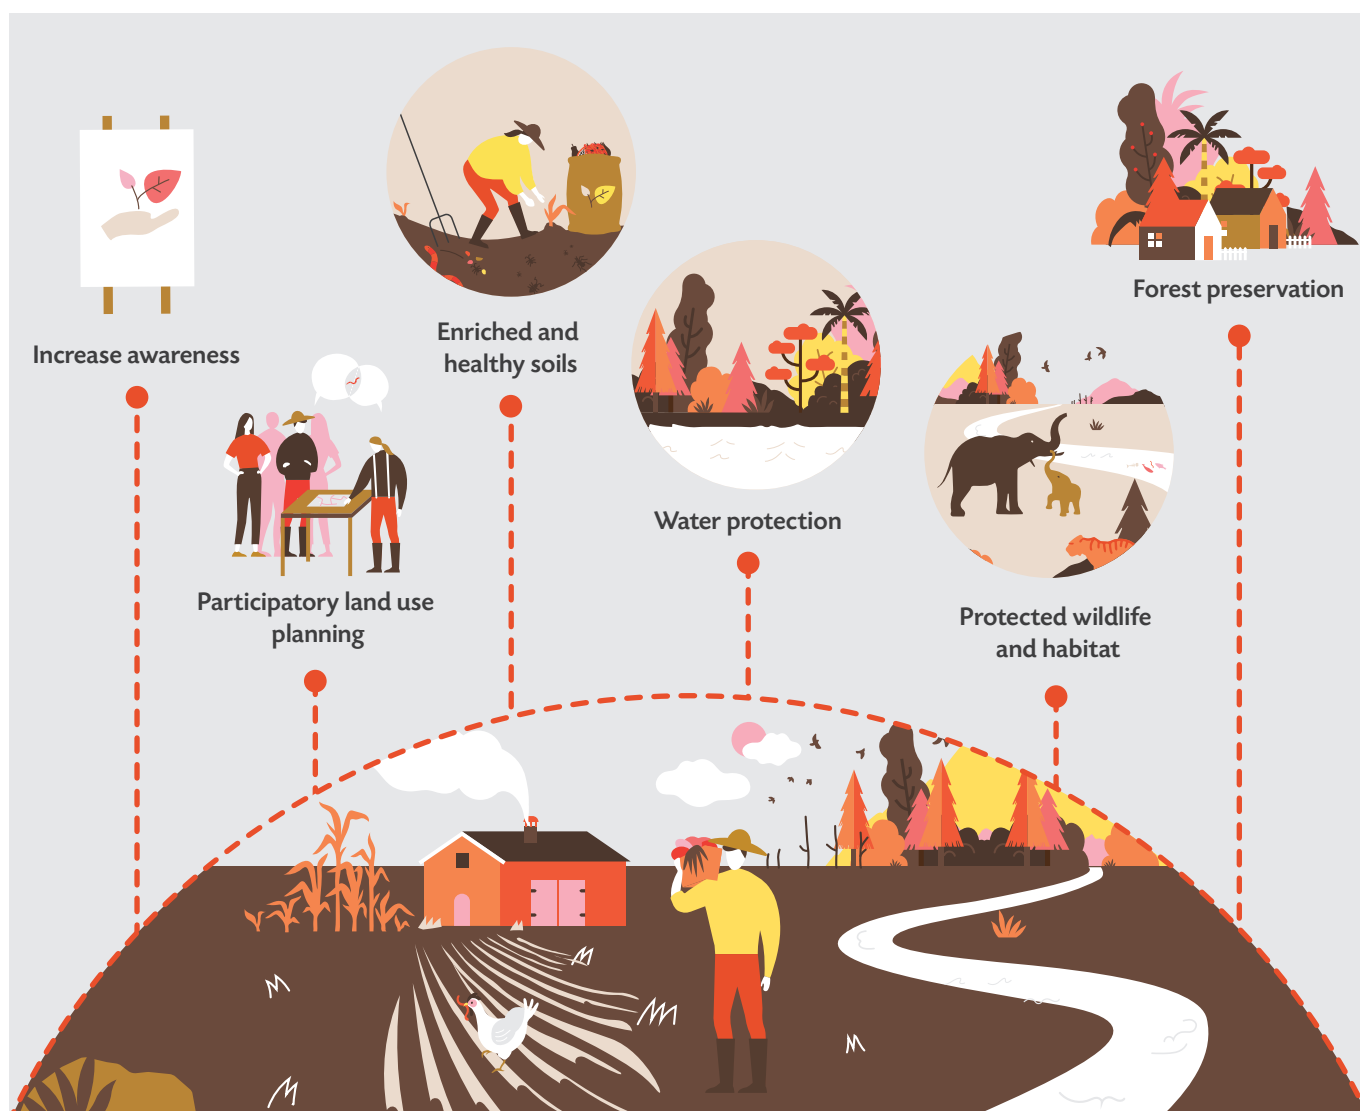 Increase awareness
Participatory land use
planning
Enriched and
healthy soils
Water protection
Protected wildlife
and habitat
Forest preservation